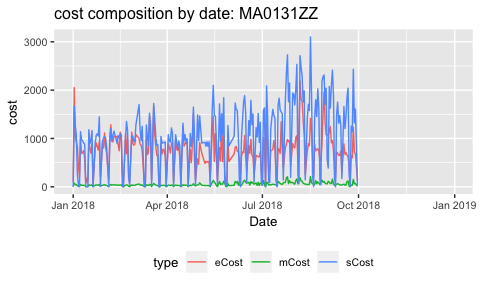 cost composition by date: MA0131ZZ
3000
2000
1000
0
cost
Jan 2018 Apr 2018 Jul 2018 Oct 2018 Jan 2019
Date
type eCost mCost sCost